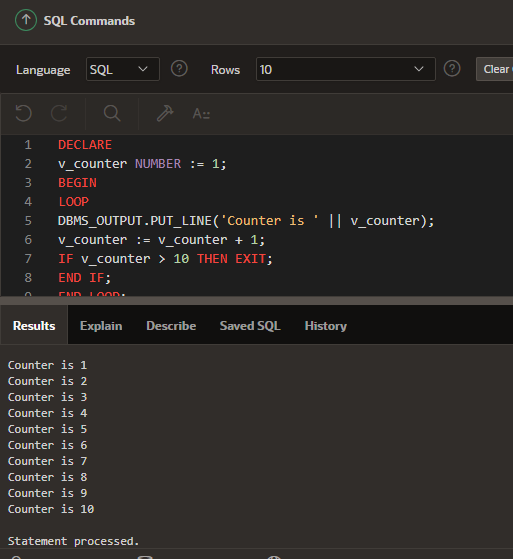 SQL Commands
Language SQL Rows 10 Clear
A::
1 DECLARE
2 v_counter NUMBER := 1;
3 BEGIN
4 LOOP
5 DBMS_OUTPUT.PUT_LINE('Counter is ' || v_counter);
6 v_counter := v_counter + 1;
7 IF v_counter > 10 THEN EXIT;
8 END IF;
9 END LOOP;
Results Explain Describe Saved SQL History
Counter is 1
Counter is 2
Counter is 3
Counter is 4
Counter is 5
Counter is 6
Counter is 7
Counter is 8
Counter is 9
Counter is 10
Statement processed.